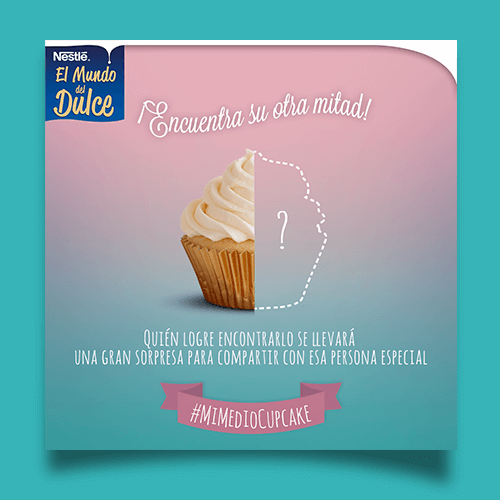 Nestlé.
El Mundo
del
Dulce
¡Encuentra su otra mitad!
?
Quién logre encontrarlo se llevará
una gran sorpresa para compartir con esa persona especial
#MiMedioCupcake